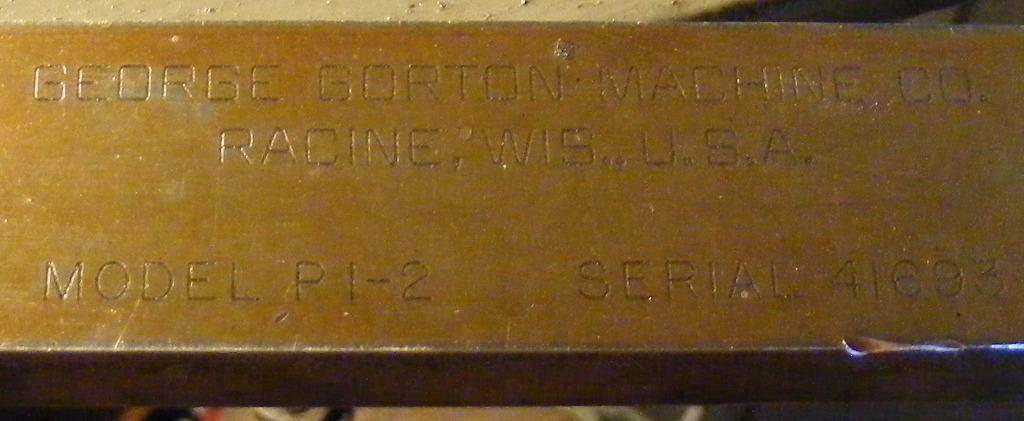 GEORGE GORTON MACHINE CO.
RACINE, WIS., U.S.A.
MODEL P1-2 SERIAL 41693